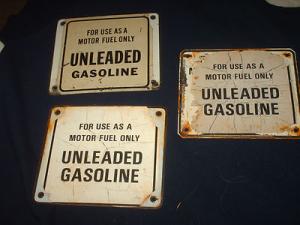 FOR USE AS A
MOTOR FUEL ONLY
UNLEADED
GASOLINE
FOR USE AS A
MOTOR FUEL ONLY
UNLEADED
GASOLINE
FOR USE AS A
MOTOR FUEL ONLY
UNLEADED
GASOLINE